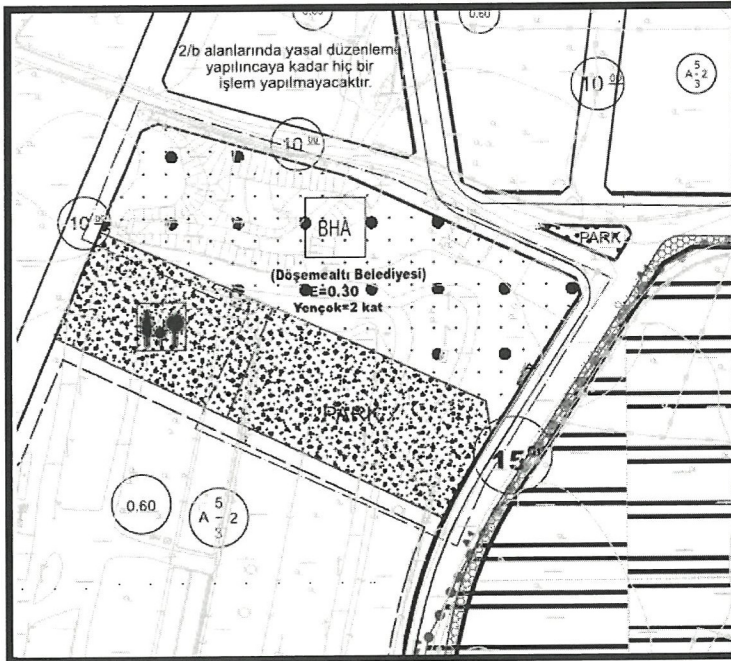 0.60
2/b alanlarında yasal düzenleme
yapılıncaya kadar hiç bir
işlem yapılmayacaktır.
10 00
5
A - 2
3
10 00
10 00
BHA
PARK
(Döşemealtı Belediyesi)
E=0.30
Yençok=2 kat
PARK
15 00
0.60
5
A - 2
3